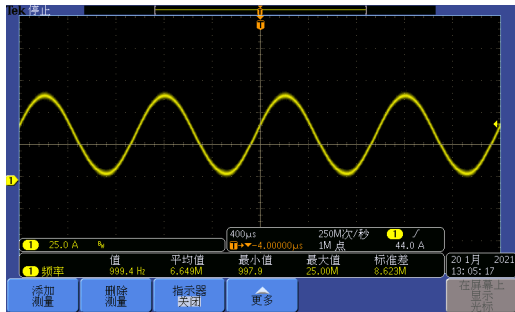 Tek 停止
T
T
1
400µs
250M次/秒
1 /
1 25.0 A
T→▼-4.00000µs
1M 点
44.0 A
值 平均值 最小值 最大值 标准差
1 频率 999.4 Hz 6.649M 997.9 25.00M 8.623M
20 1月 2021
13:05:17
添加
测量
删除
测量
指示器
关闭
更多
在屏幕上
显示
光标